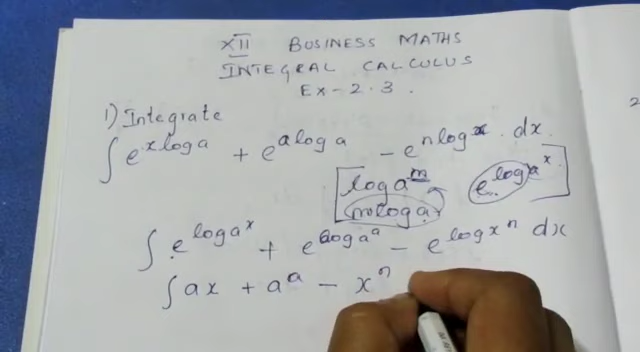 XII BUSINESS MATHS
INTEGRAL CALCULUS
EX-2.3.
1) Integrate
∫ e^x log a + e^a log a - e^n log x . dx.
log a^m
m log a
e^log a^x
∫ e^log a^x + e^log a^a - e^log x^n dx
∫ ax + a^a - x^n
2